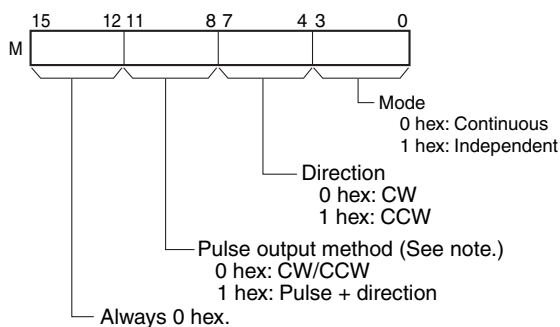 15 12 11 8 7 4 3 0
M
Mode
0 hex: Continuous
1 hex: Independent
Direction
0 hex: CW
1 hex: CCW
Pulse output method (See note.)
0 hex: CW/CCW
1 hex: Pulse + direction
Always 0 hex.